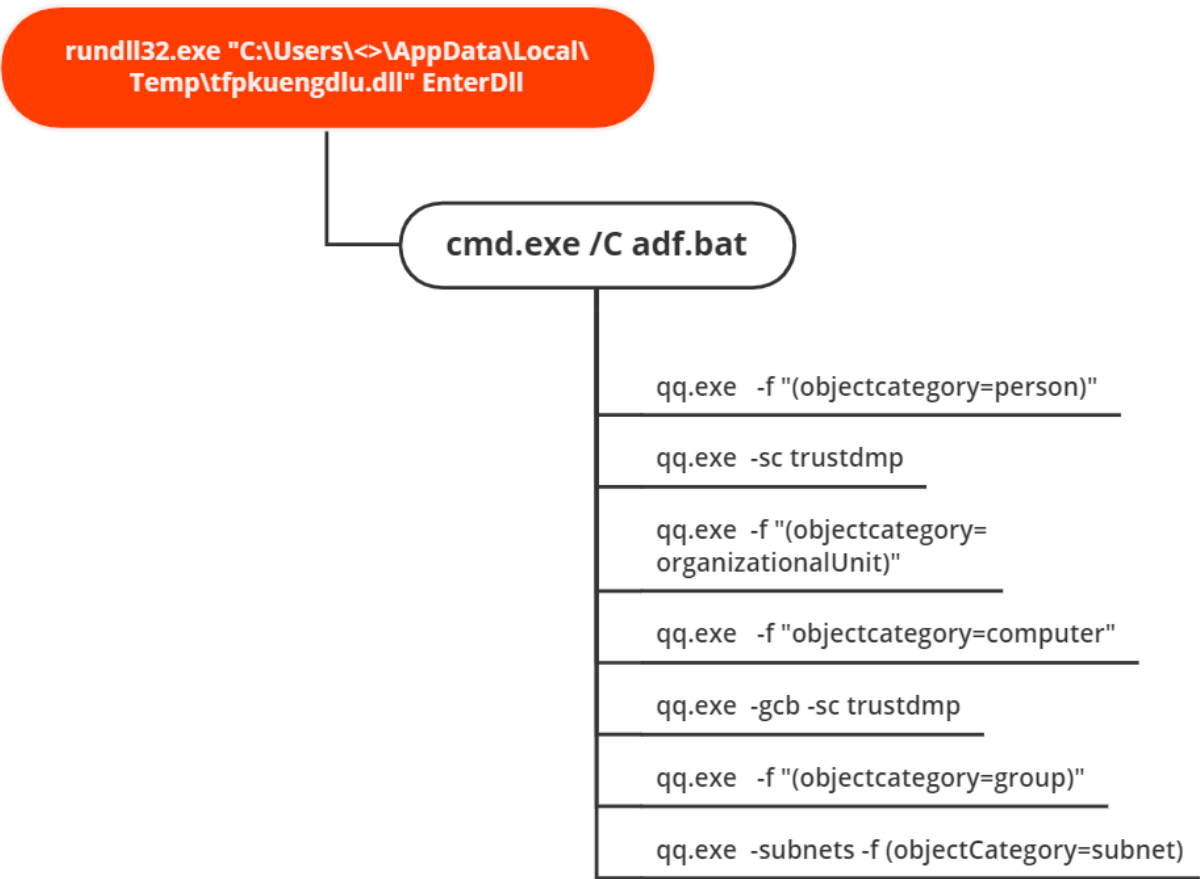 rundll32.exe "C:\Users\<>\AppData\Local\
Temp\tfpkuengdlu.dll" EnterDll
cmd.exe /C adf.bat
qq.exe   -f "(objectcategory=person)"
qq.exe  -sc trustdmp
qq.exe  -f "(objectcategory=
organizationalUnit)"
qq.exe   -f "objectcategory=computer"
qq.exe  -gcb -sc trustdmp
qq.exe   -f "(objectcategory=group)"
qq.exe  -subnets -f (objectCategory=subnet)